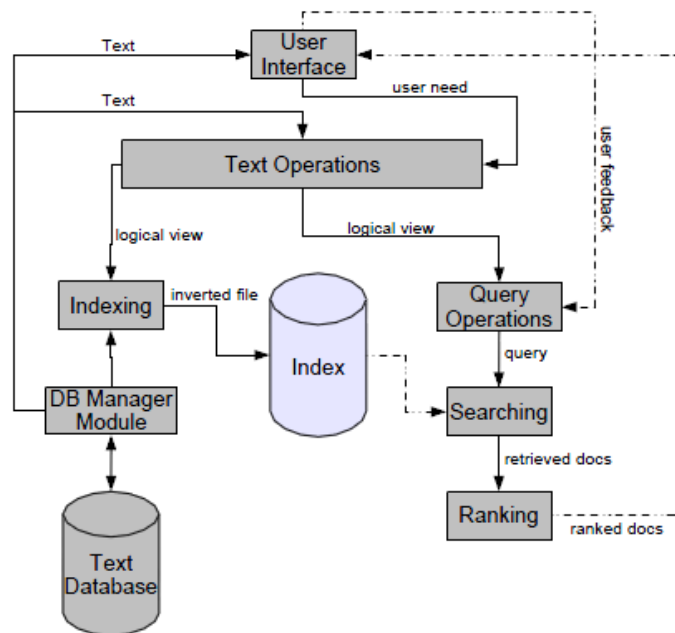 Text
User
Interface
user need
Text
user feedback
Text Operations
logical view
logical view
Indexing
inverted file
Index
Query
Operations
query
DB Manager
Module
Searching
retrieved docs
Ranking
ranked docs
Text
Database